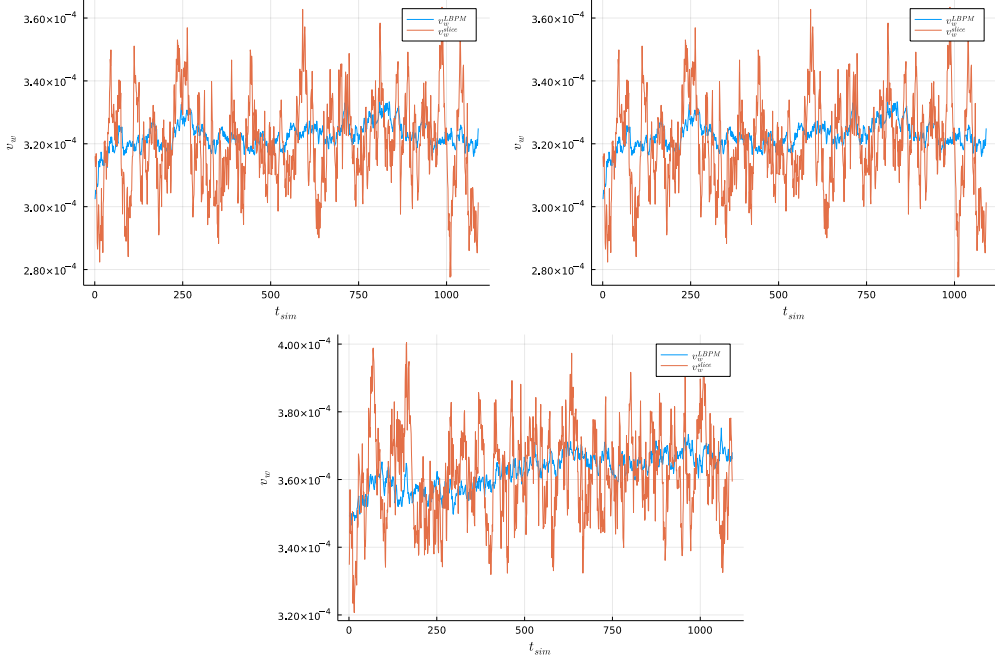 3.60×10⁻⁴
3.40×10⁻⁴
3.20×10⁻⁴
3.00×10⁻⁴
2.80×10⁻⁴
v_w
0 250 500 750 1000
t_sim
v_w^LBPM
v_w^slice
3.60×10⁻⁴
3.40×10⁻⁴
3.20×10⁻⁴
3.00×10⁻⁴
2.80×10⁻⁴
v_w
0 250 500 750 1000
t_sim
v_w^LBPM
v_w^slice
4.00×10⁻⁴
3.80×10⁻⁴
3.60×10⁻⁴
3.40×10⁻⁴
3.20×10⁻⁴
v_w
0 250 500 750 1000
t_sim
v_w^LBPM
v_w^slice